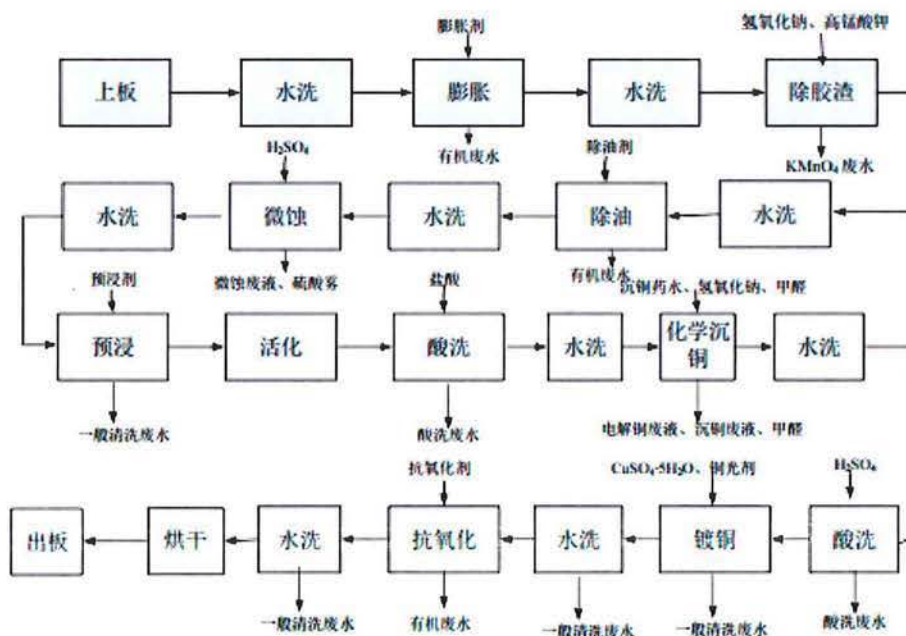 膨胀剂
氢氧化钠、高锰酸钾
上板
水洗
膨胀
水洗
除胶渣
H₂SO₄
有机废水
除油剂
KMnO₄ 废水
水洗
微蚀
水洗
除油
水洗
预浸剂
微蚀废液、硫酸雾
盐酸
有机废水
沉铜药水、氢氧化钠、甲醛
预浸
活化
酸洗
水洗
化学沉
铜
水洗
一般清洗废水
酸洗废水
电解铜废液、沉铜废液、甲醛
抗氧化剂
CuSO₄·5H₂O、铜光剂
H₂SO₄
出板
烘干
水洗
抗氧化
水洗
镀铜
酸洗
一般清洗废水
有机废水
一般清洗废水
一般清洗废水
酸洗废水